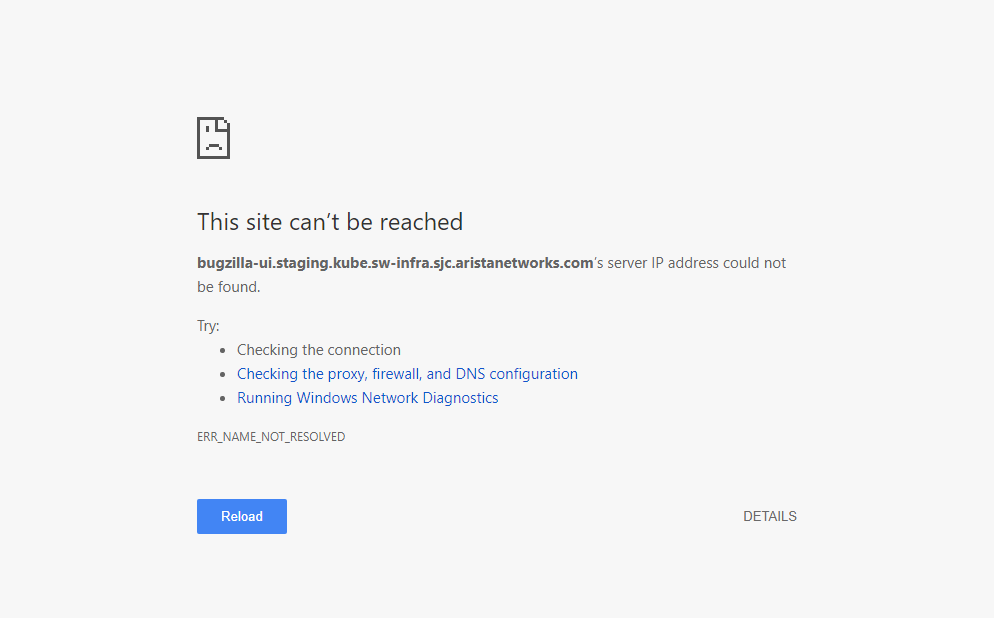 This site can’t be reached
bugzilla-ui.staging.kube.sw-infra.sjc.aristanetworks.com’s server IP address could not
be found.
Try:
• Checking the connection
• Checking the proxy, firewall, and DNS configuration
• Running Windows Network Diagnostics
ERR_NAME_NOT_RESOLVED
Reload
DETAILS